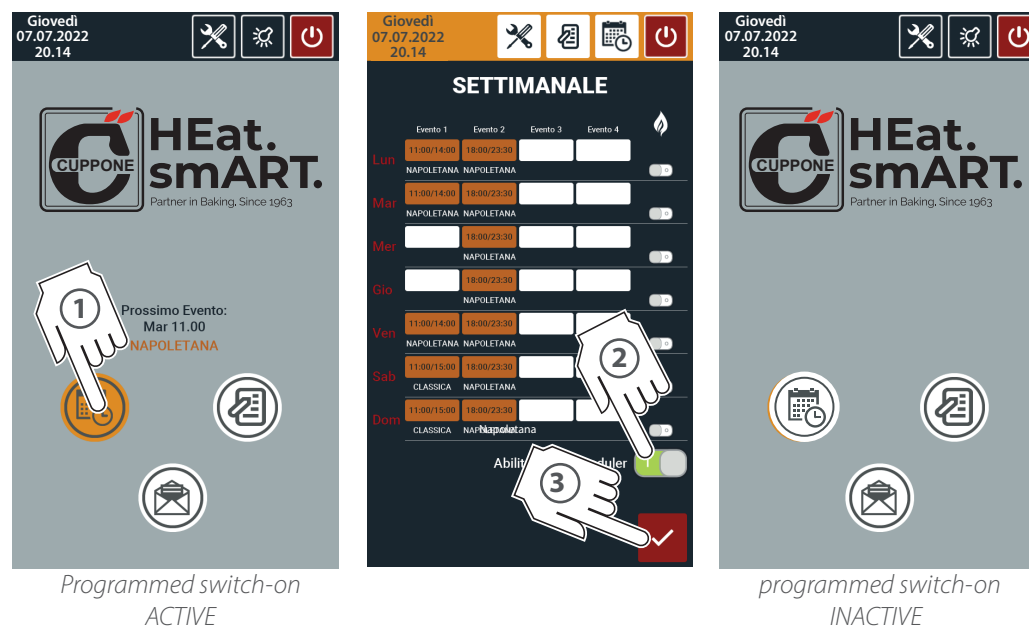 Giovedì
07.07.2022
20.14
CUPPONE
HEat.
smART.
Partner in Baking, Since 1963
1
Prossimo Evento:
Mar 11.00
NAPOLETANA
Programmed switch-on
ACTIVE
Giovedì
07.07.2022
20.14
SETTIMANALE
Evento 1 Evento 2 Evento 3 Evento 4
Lun 11:00/14:00 18:00/23:30
NAPOLETANA NAPOLETANA
Mar 11:00/14:00 18:00/23:30
NAPOLETANA NAPOLETANA
Mer 18:00/23:30
NAPOLETANA
Gio 18:00/23:30
NAPOLETANA
Ven 11:00/14:00 18:00/23:30
NAPOLETANA NAPOLETANA
2
Sab 11:00/15:00 18:00/23:30
CLASSICA NAPOLETANA
Dom 11:00/15:00 18:00/23:30
CLASSICA Napoletana
3
Giovedì
07.07.2022
20.14
CUPPONE
HEat.
smART.
Partner in Baking, Since 1963
programmed switch-on
INACTIVE